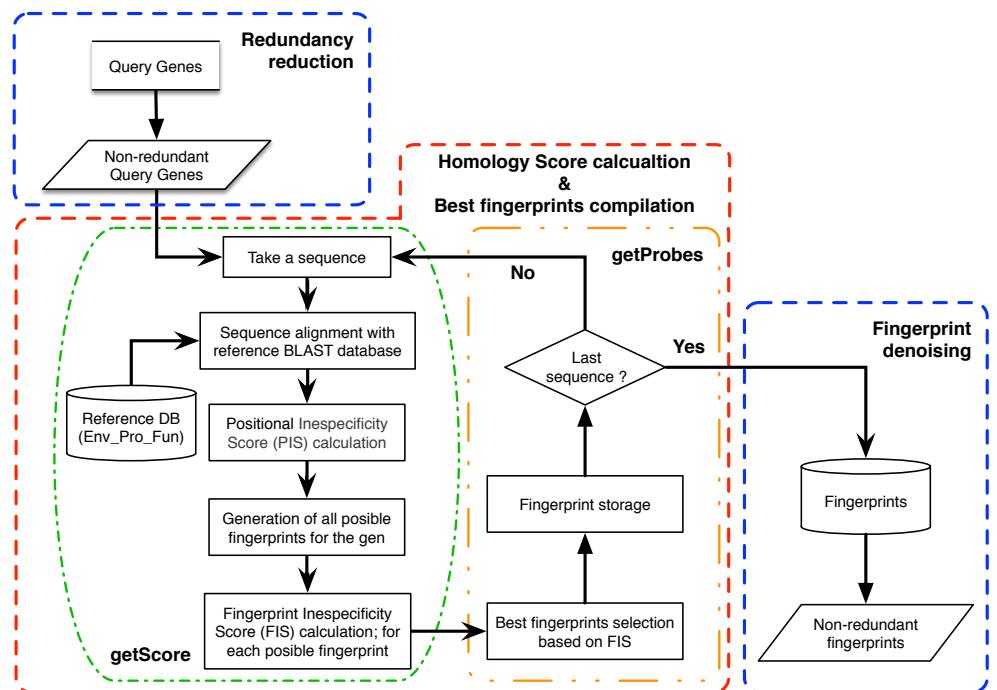 Redundancy
reduction
Query Genes
Non-redundant
Query Genes
Homology Score calcualtion
&
Best fingerprints compilation
Take a sequence
Sequence alignment with
reference BLAST database
Reference DB
(Env_Pro_Fun)
Positional Inespecificity
Score (PIS) calculation
Generation of all posible
fingerprints for the gen
Fingerprint Inespecificity
Score (FIS) calculation; for
each posible fingerprint
getScore
getProbes
No
Last
sequence ?
Yes
Fingerprint storage
Best fingerprints selection
based on FIS
Fingerprint
denoising
Fingerprints
Non-redundant
fingerprints